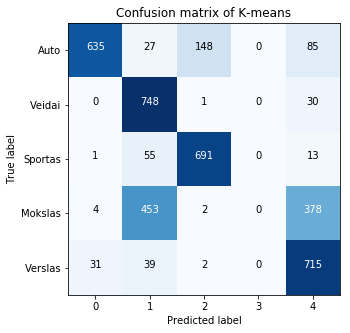 Confusion matrix of K-means
True label
Auto 635 27 148 0 85
Veidai 0 748 1 0 30
Sportas 1 55 691 0 13
Mokslas 4 453 2 0 378
Verslas 31 39 2 0 715
0 1 2 3 4
Predicted label